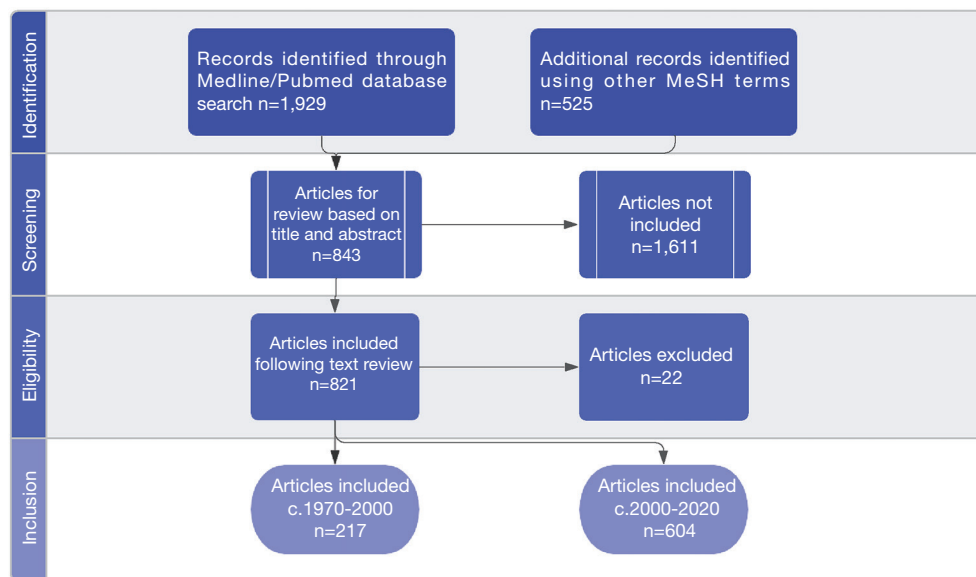 Identification
Records identified through
Medline/Pubmed database
search n=1,929
Additional records identified
using other MeSH terms
n=525
Screening
Articles for
review based on
title and abstract
n=843
Articles not
included
n=1,611
Eligibility
Articles included
following text review
n=821
Articles excluded
n=22
Inclusion
Articles included
c.1970-2000
n=217
Articles included
c.2000-2020
n=604